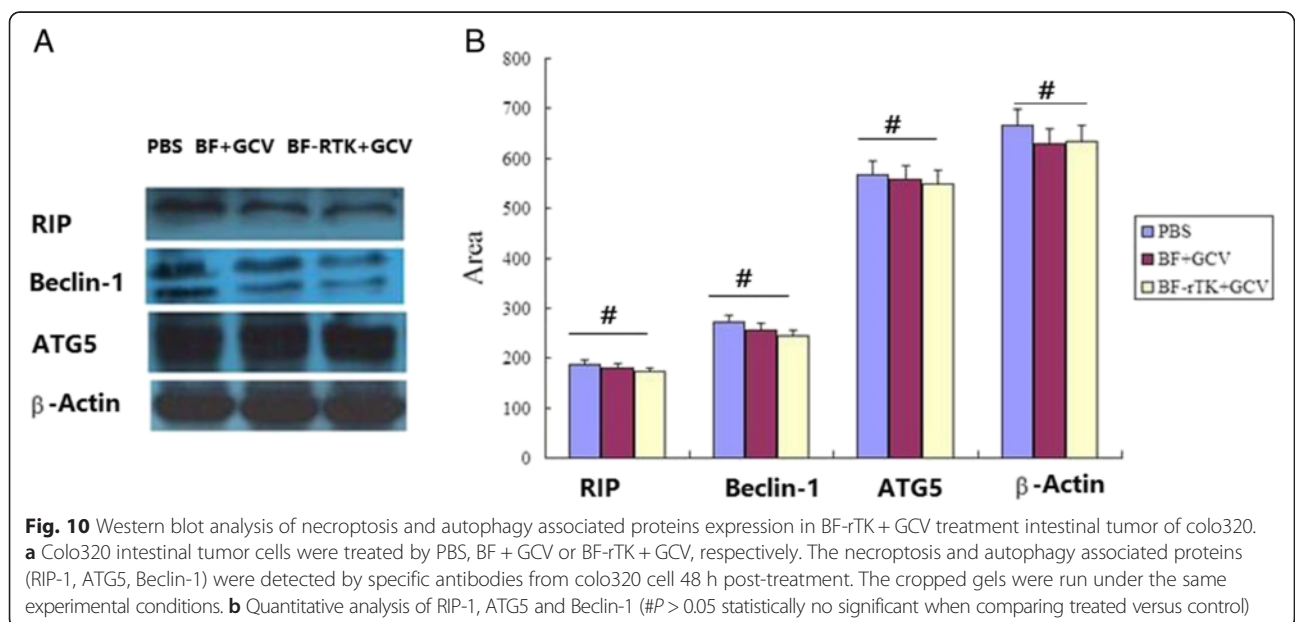 A
PBS BF+GCV BF-RTK+GCV
RIP
Beclin-1
ATG5
β-Actin
B
800
700
600
500
400
300
200
100
0
Area
#
#
#
#
RIP
Beclin-1
ATG5
β-Actin
PBS
BF+GCV
BF-rTK+GCV
Fig. 10 Western blot analysis of necroptosis and autophagy associated proteins expression in BF-rTK + GCV treatment intestinal tumor of colo320.
a Colo320 intestinal tumor cells were treated by PBS, BF + GCV or BF-rTK + GCV, respectively. The necroptosis and autophagy associated proteins
(RIP-1, ATG5, Beclin-1) were detected by specific antibodies from colo320 cell 48 h post-treatment. The cropped gels were run under the same
experimental conditions. b Quantitative analysis of RIP-1, ATG5 and Beclin-1 (#P > 0.05 statistically no significant when comparing treated versus control)